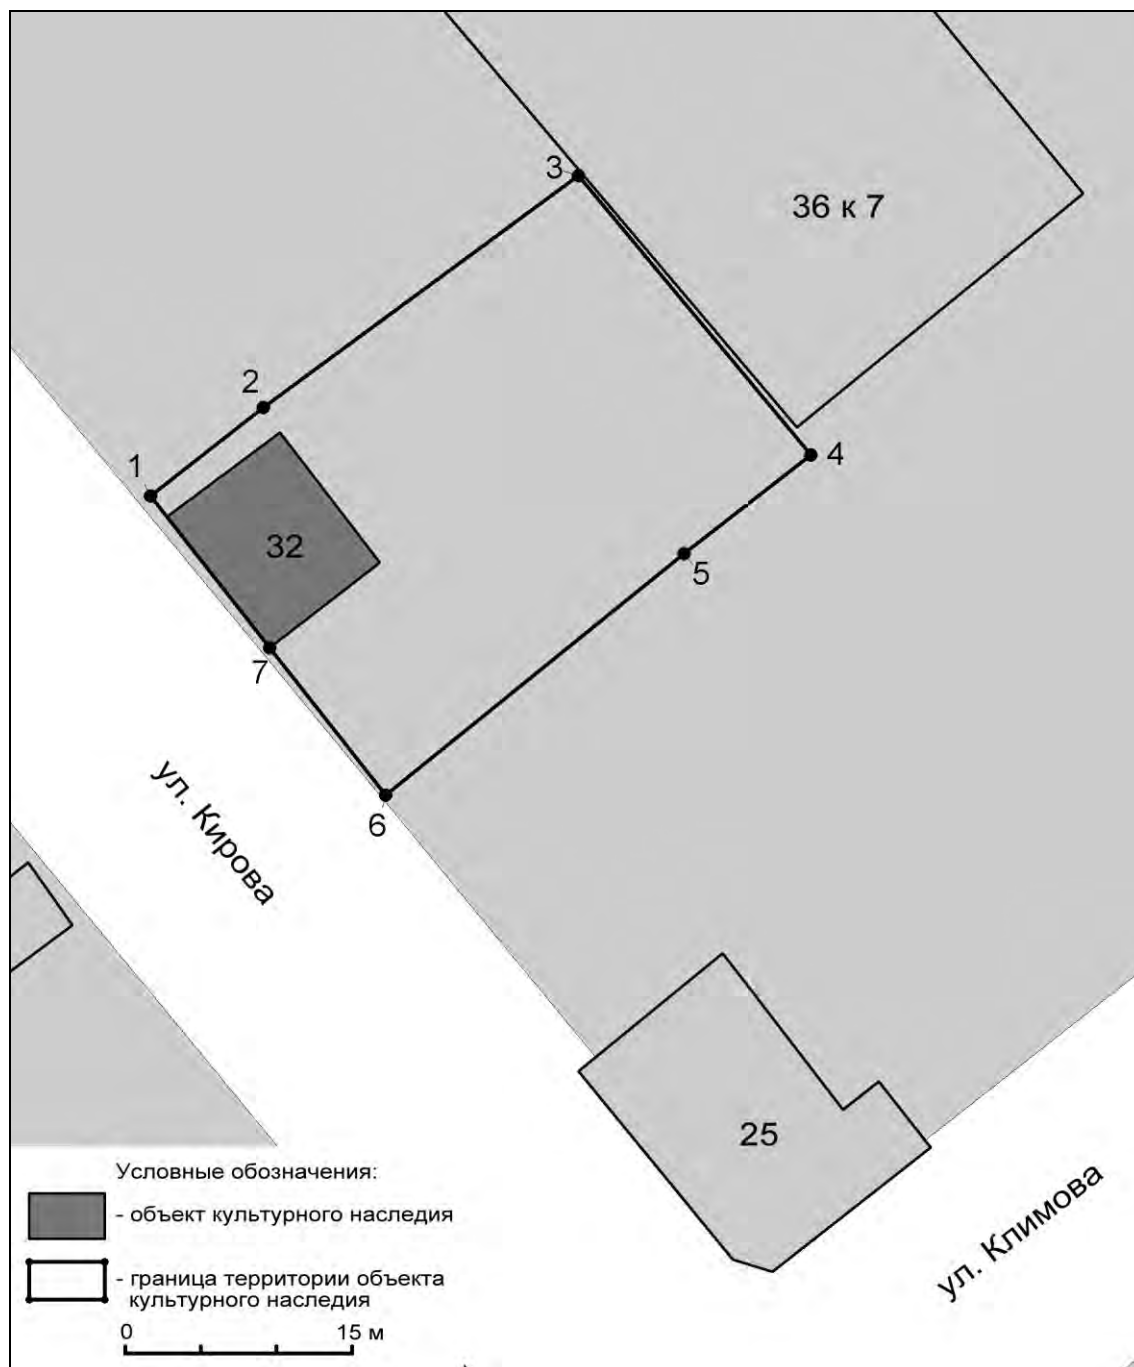 3
36 к 7
2
4
1
32
5
7
6
ул. Кирова
25
ул. Климова
Условные обозначения:
- объект культурного наследия
- граница территории объекта
культурного наследия
0 15 м